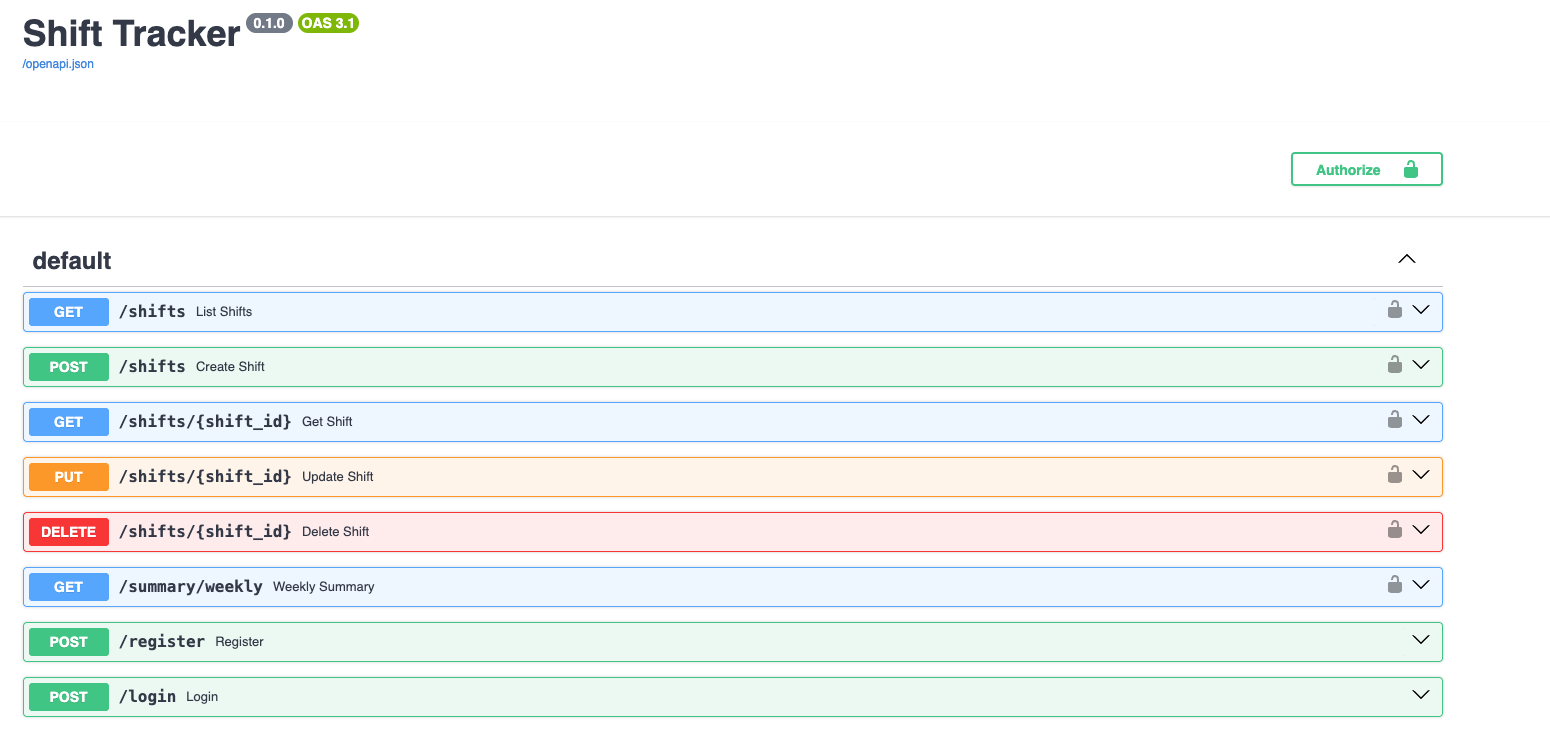 Shift Tracker 0.1.0 OAS 3.1
/openapi.json
Authorize
default
GET /shifts List Shifts
POST /shifts Create Shift
GET /shifts/{shift_id} Get Shift
PUT /shifts/{shift_id} Update Shift
DELETE /shifts/{shift_id} Delete Shift
GET /summary/weekly Weekly Summary
POST /register Register
POST /login Login